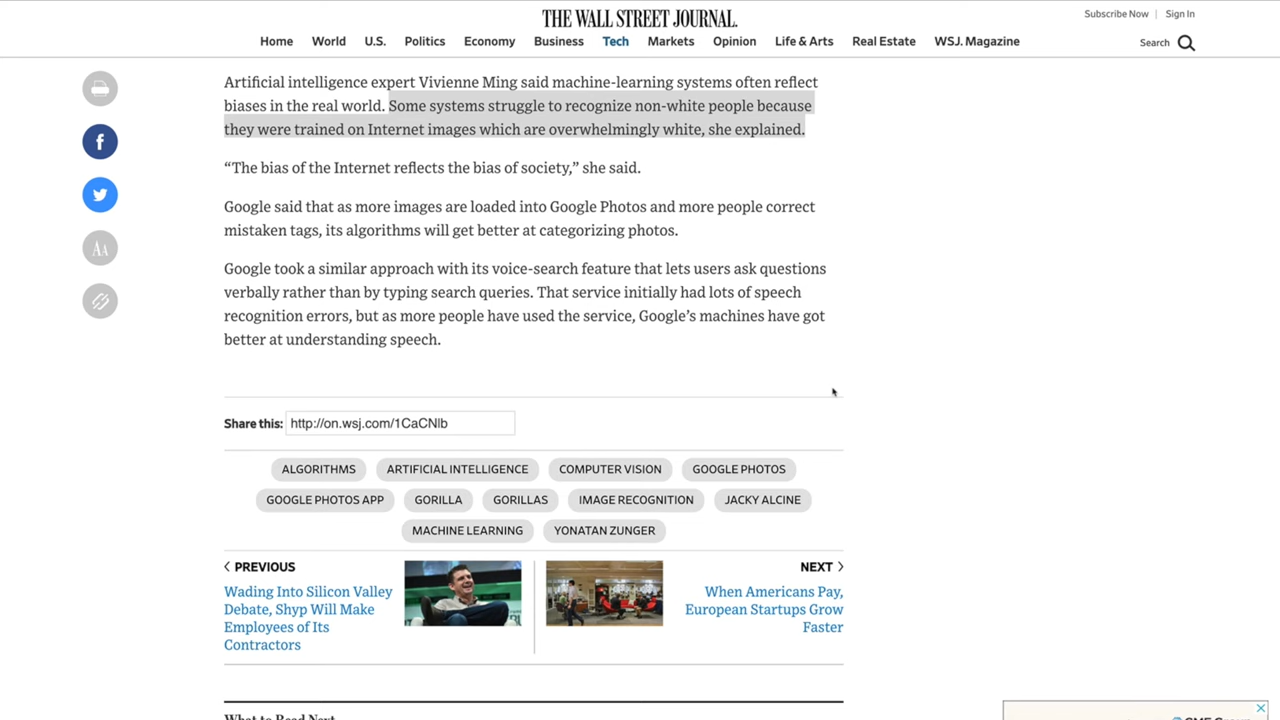 THE WALL STREET JOURNAL.
Subscribe Now | Sign In
Home World U.S. Politics Economy Business Tech Markets Opinion Life & Arts Real Estate WSJ. Magazine
Search
Artificial intelligence expert Vivienne Ming said machine-learning systems often reflect
biases in the real world. Some systems struggle to recognize non-white people because
they were trained on Internet images which are overwhelmingly white, she explained.
“The bias of the Internet reflects the bias of society,” she said.
Google said that as more images are loaded into Google Photos and more people correct
mistaken tags, its algorithms will get better at categorizing photos.
Google took a similar approach with its voice-search feature that lets users ask questions
verbally rather than by typing search queries. That service initially had lots of speech
recognition errors, but as more people have used the service, Google’s machines have got
better at understanding speech.
Share this: http://on.wsj.com/1CaCNlb
ALGORITHMS ARTIFICIAL INTELLIGENCE COMPUTER VISION GOOGLE PHOTOS
GOOGLE PHOTOS APP GORILLA GORILLAS IMAGE RECOGNITION JACKY ALCINE
MACHINE LEARNING YONATAN ZUNGER
< PREVIOUS
Wading Into Silicon Valley
Debate, Shyp Will Make
Employees of Its
Contractors
NEXT >
When Americans Pay,
European Startups Grow
Faster
What to Read Next